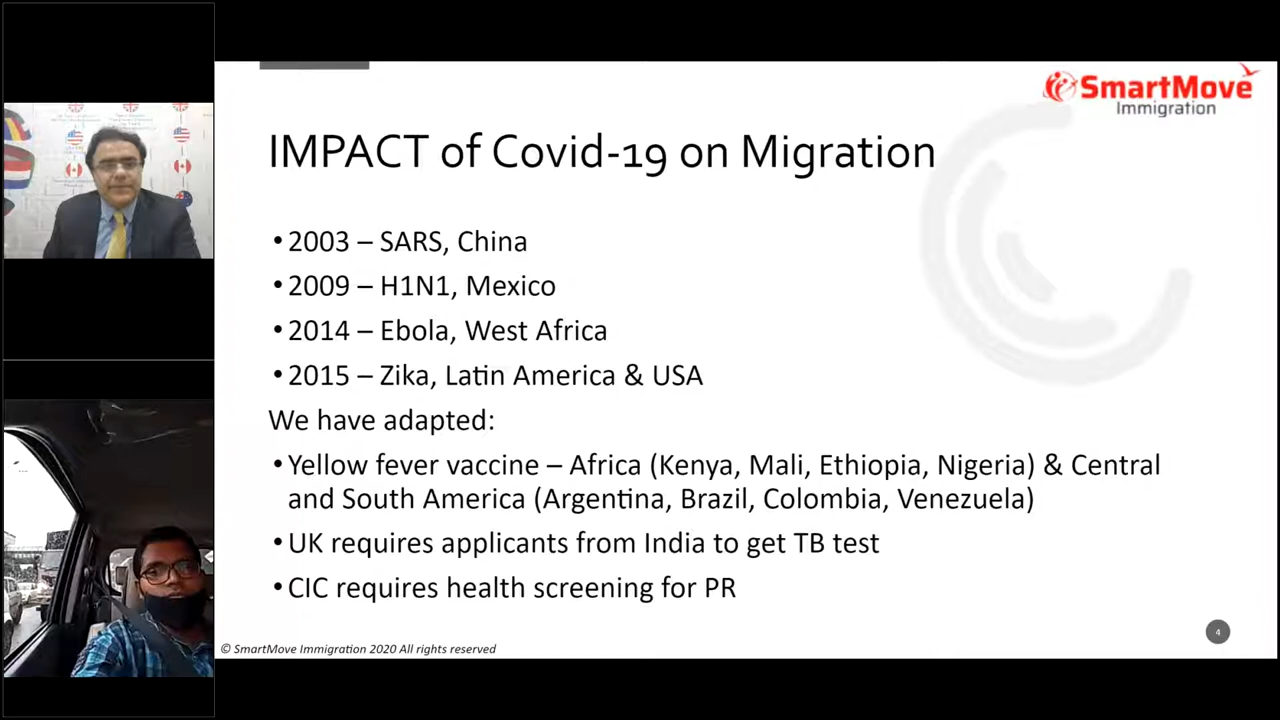 SmartMove
Immigration
IMPACT of Covid-19 on Migration
• 2003 – SARS, China
• 2009 – H1N1, Mexico
• 2014 – Ebola, West Africa
• 2015 – Zika, Latin America & USA
We have adapted:
• Yellow fever vaccine – Africa (Kenya, Mali, Ethiopia, Nigeria) & Central
and South America (Argentina, Brazil, Colombia, Venezuela)
• UK requires applicants from India to get TB test
• CIC requires health screening for PR
4
© SmartMove Immigration 2020 All rights reserved